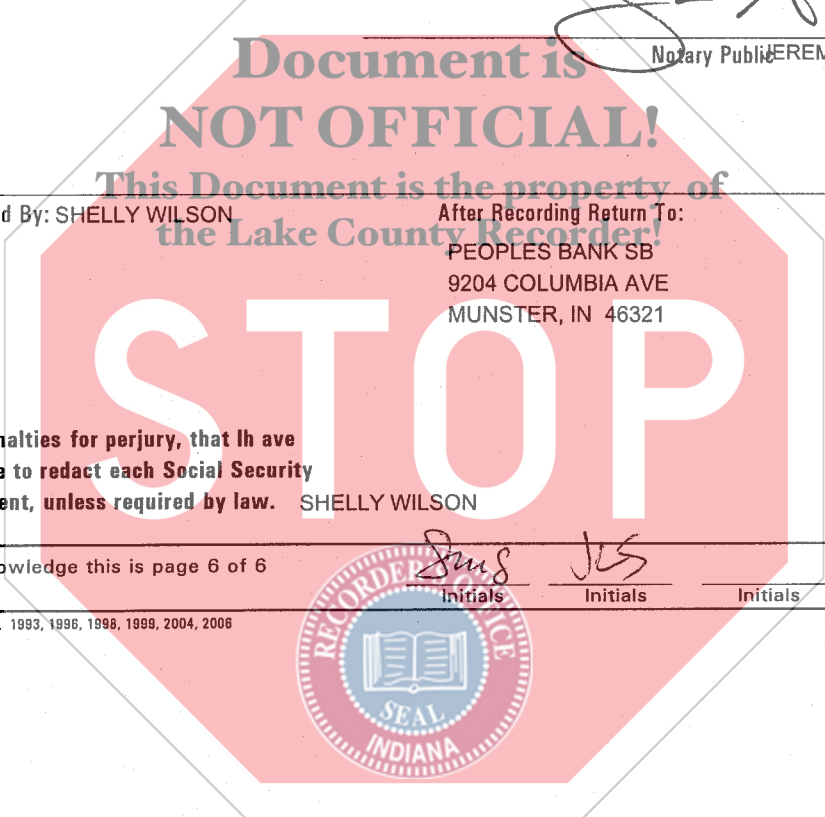 Document is
Notary Public JEREM
NOT OFFICIAL!
This Document is the property of
d By: SHELLY WILSON
After Recording Return To:
the Lake County Recorder!
PEOPLES BANK SB
9204 COLUMBIA AVE
MUNSTER, IN 46321
STOP
nalties for perjury, that Ih ave
e to redact each Social Security
ent, unless required by law. SHELLY WILSON
owledge this is page 6 of 6
JLS
Initials Initials Initials
1993, 1996, 1998, 1999, 2004, 2006
RECORDER'S OFFICE
SEAL
INDIANA